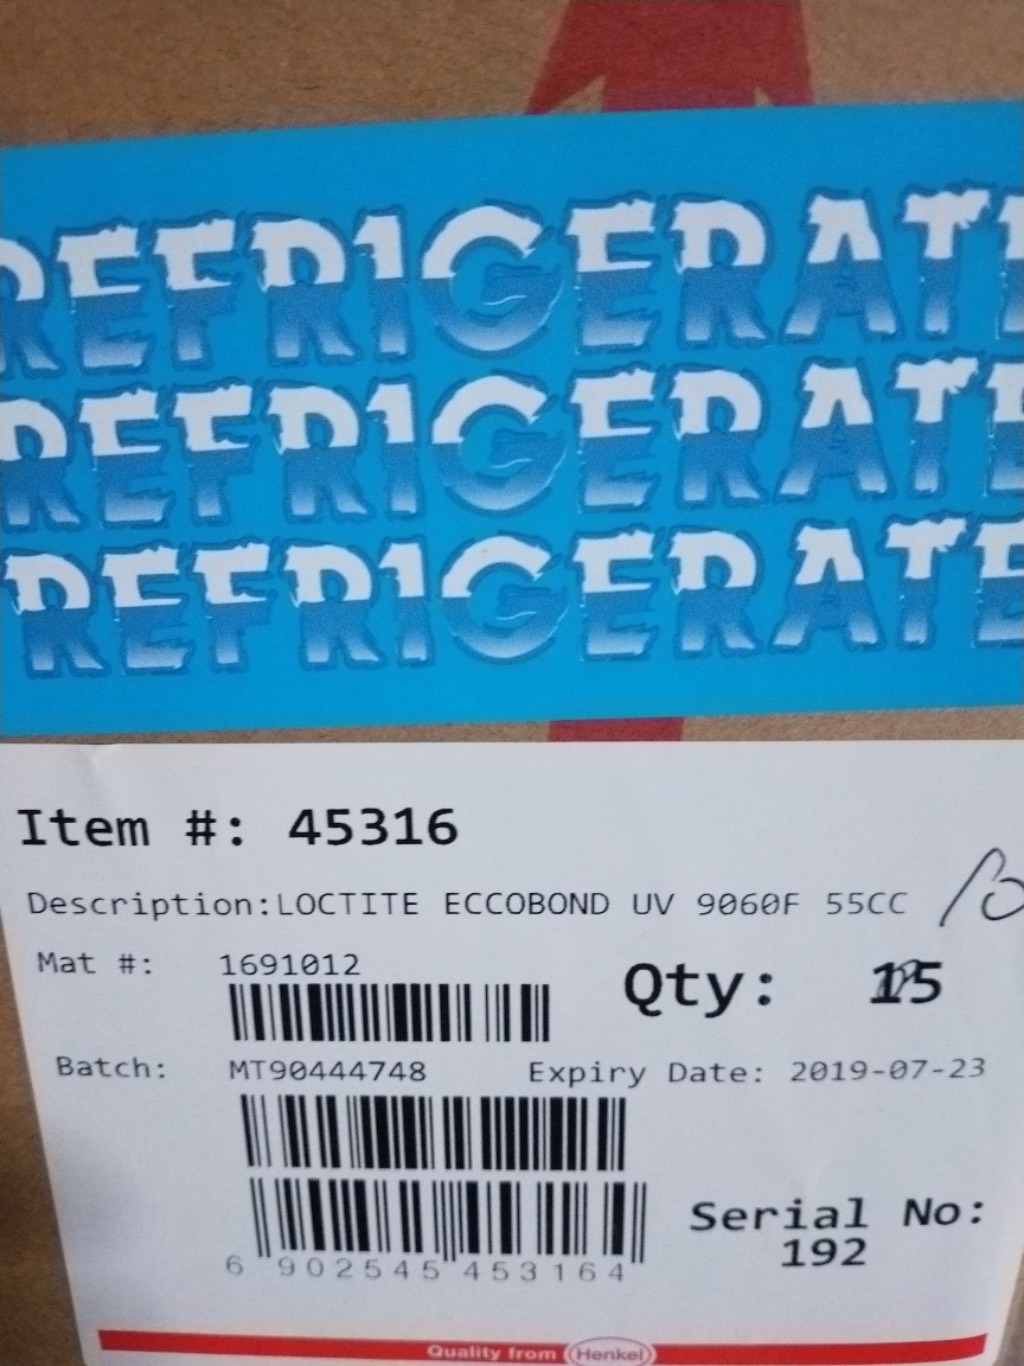 REFRIGERATE
REFRIGERATE
REFRIGERATE
Item #: 45316
Description:LOCTITE ECCOBOND UV 9060F 55CC
10
Mat #: 1691012
Qty: 15
Batch: MT90444748 Expiry Date: 2019-07-23
Serial No:
192
6 902545 453164
Quality from Henkel